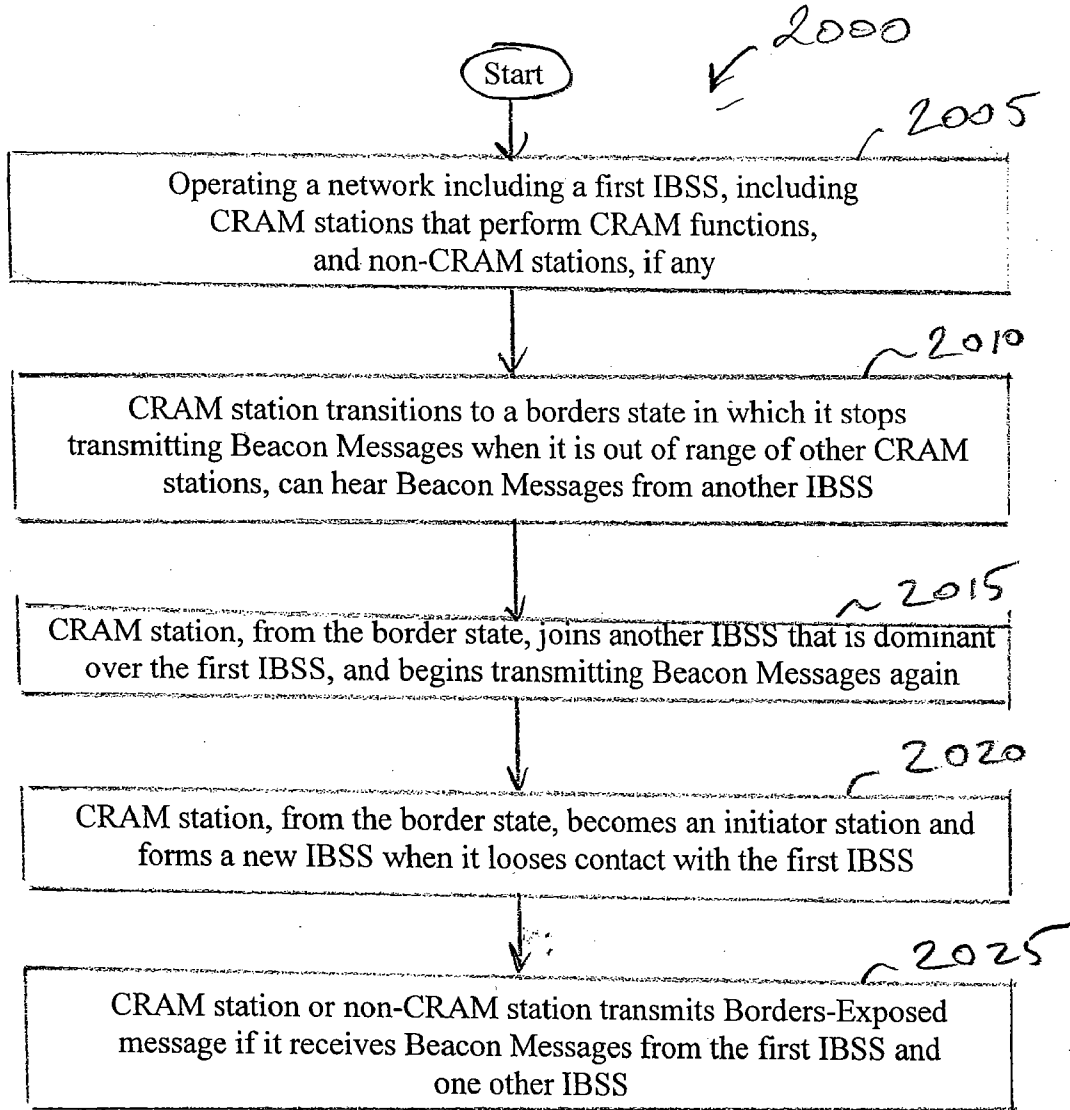 2000
Start
2005
Operating a network including a first IBSS, including
CRAM stations that perform CRAM functions,
and non-CRAM stations, if any
2010
CRAM station transitions to a borders state in which it stops
transmitting Beacon Messages when it is out of range of other CRAM
stations, can hear Beacon Messages from another IBSS
2015
CRAM station, from the border state, joins another IBSS that is dominant
over the first IBSS, and begins transmitting Beacon Messages again
2020
CRAM station, from the border state, becomes an initiator station and
forms a new IBSS when it looses contact with the first IBSS
2025
CRAM station or non-CRAM station transmits Borders-Exposed
message if it receives Beacon Messages from the first IBSS and
one other IBSS